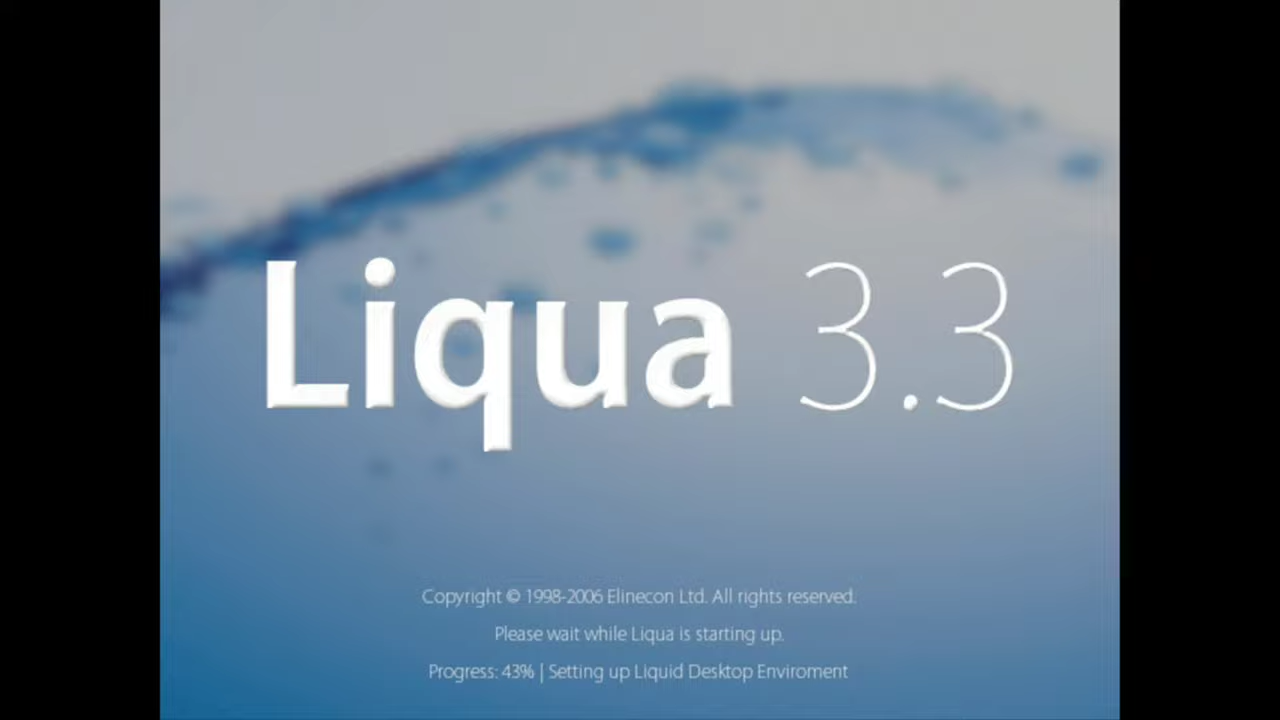 Liqua 3.3
Copyright © 1998-2006 Elinecon Ltd. All rights reserved.
Please wait while Liqua is starting up.
Progress: 43% | Setting up Liquid Desktop Enviroment